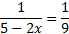 1/(5 − 2x) = 1/9